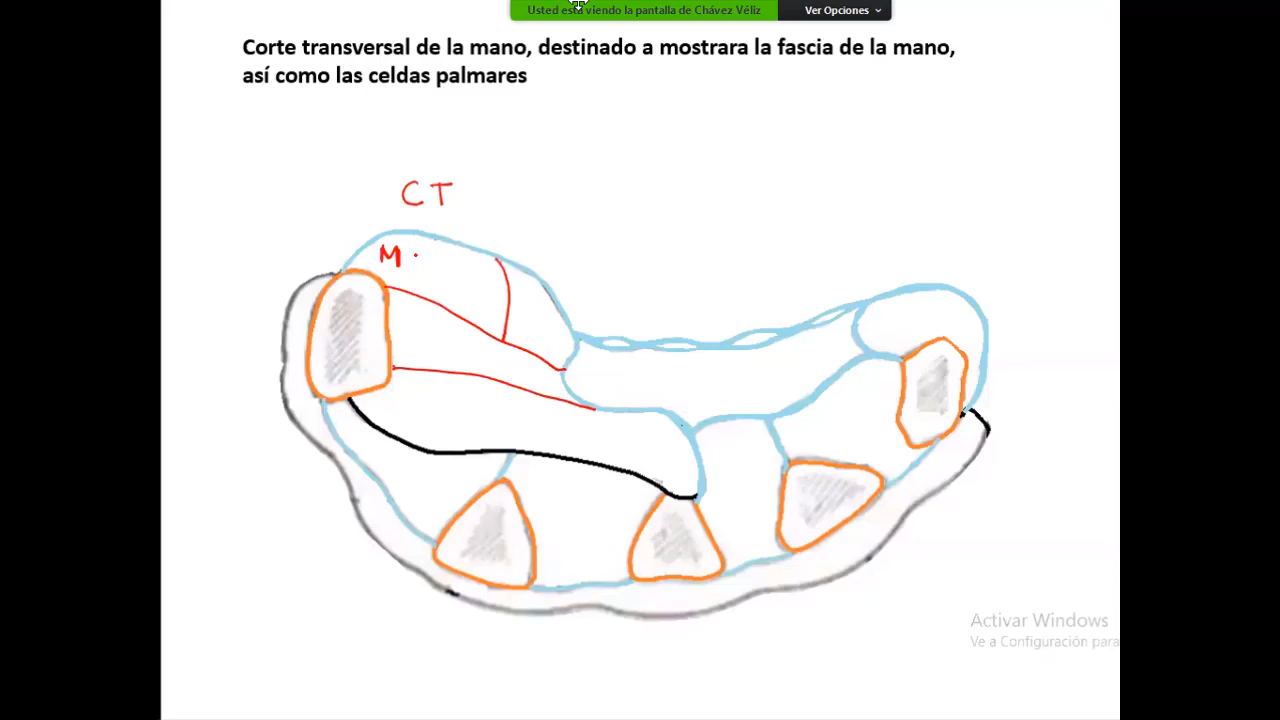 Usted está viendo la pantalla de Chávez Véliz
Ver Opciones
Corte transversal de la mano, destinado a mostrara la fascia de la mano,
así como las celdas palmares
C T
M .
Activar Windows
Ve a Configuración para